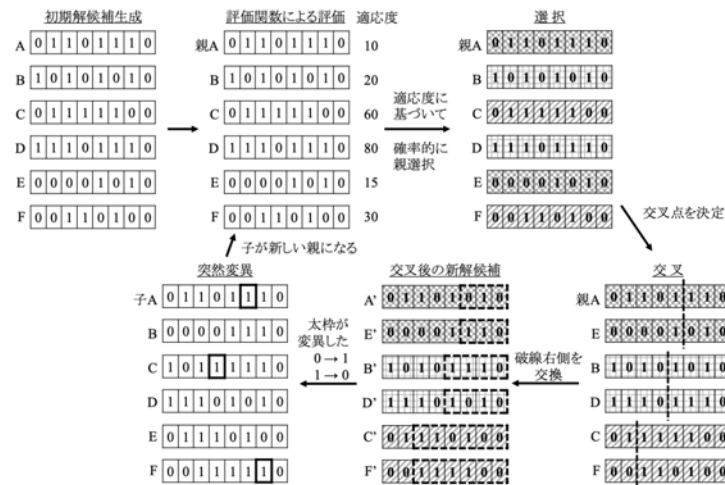 初期解候補生成
A 0 1 1 0 1 1 1 0
B 1 0 1 0 1 0 1 0
C 0 1 1 1 1 1 0 0
D 1 1 1 0 1 1 1 0
E 0 0 0 0 1 0 1 0
F 0 0 1 1 0 1 0 0
評価関数による評価 適応度
親A 0 1 1 0 1 1 1 0 10
B 1 0 1 0 1 0 1 0 20
C 0 1 1 1 1 1 0 0 60
D 1 1 1 0 1 1 1 0 80
E 0 0 0 0 1 0 1 0 15
F 0 0 1 1 0 1 0 0 30
適応度に
基づいて
確率的に
親選択
選択
親A 0 1 1 0 1 1 1 0
B 1 0 1 0 1 0 1 0
C 0 1 1 1 1 1 0 0
D 1 1 1 0 1 1 1 0
E 0 0 0 0 1 0 1 0
F 0 0 1 1 0 1 0 0
交叉点を決定
交叉
親A 0 1 1 0 1 1 1 0
E 0 0 0 0 1 0 1 0
B 1 0 1 0 1 0 1 0
D 1 1 1 0 1 1 1 0
C 0 1 1 1 1 1 0 0
F 0 0 1 1 0 1 0 0
破線右側を
交換
交叉後の新解候補
A' 0 1 1 0 1 0 1 0
E' 0 0 0 0 1 1 1 0
B' 1 0 1 0 1 1 1 0
D' 1 1 1 0 1 0 1 0
C' 0 1 1 1 0 1 0 0
F' 0 0 1 1 1 1 0 0
太枠が
変異した
0→1
1→0
突然変異
子A 0 1 1 0 1 1 1 0
B 0 0 0 0 1 1 1 0
C 1 0 1 1 1 1 1 0
D 1 1 1 0 1 0 1 0
E 0 1 1 1 0 1 0 0
F 0 0 1 1 1 1 1 0
子が新しい親になる